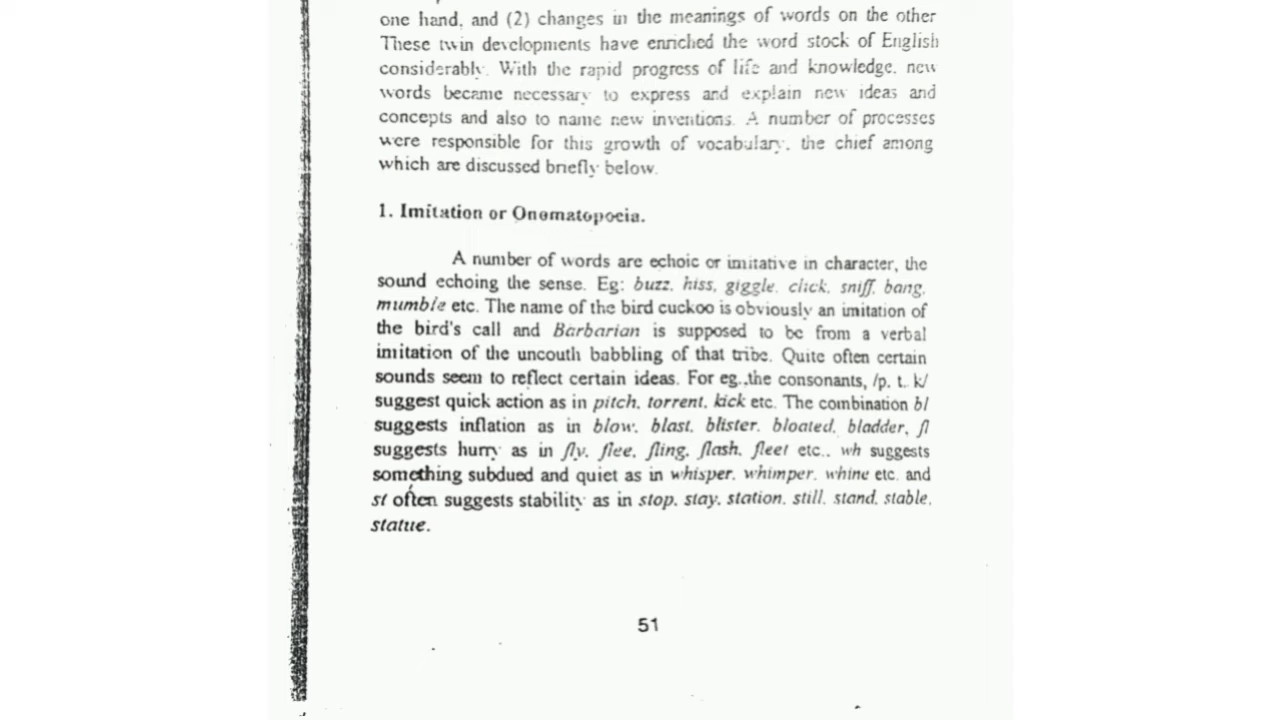 one hand, and (2) changes in the meanings of words on the other
These twin developments have enriched the word stock of English
considerably. With the rapid progress of life and knowledge, new
words became necessary to express and explain new ideas and
concepts and also to name new inventions. A number of processes
were responsible for this growth of vocabulary, the chief among
which are discussed briefly below.
1. Imitation or Onomatopoeia.
A number of words are echoic or imitative in character, the
sound echoing the sense. Eg: buzz, hiss, giggle, click, sniff, bang,
mumble etc. The name of the bird cuckoo is obviously an imitation of
the bird's call and Barbarian is supposed to be from a verbal
imitation of the uncouth babbling of that tribe. Quite often certain
sounds seem to reflect certain ideas. For eg.,the consonants, /p, t, k/
suggest quick action as in pitch, torrent, kick etc. The combination bl
suggests inflation as in blow, blast, blister, bloated, bladder, fl
suggests hurry as in fly, flee, fling, flash, fleet etc., wh suggests
something subdued and quiet as in whisper, whimper, whine etc. and
st often suggests stability as in stop, stay, station, still, stand, stable,
statue.
51